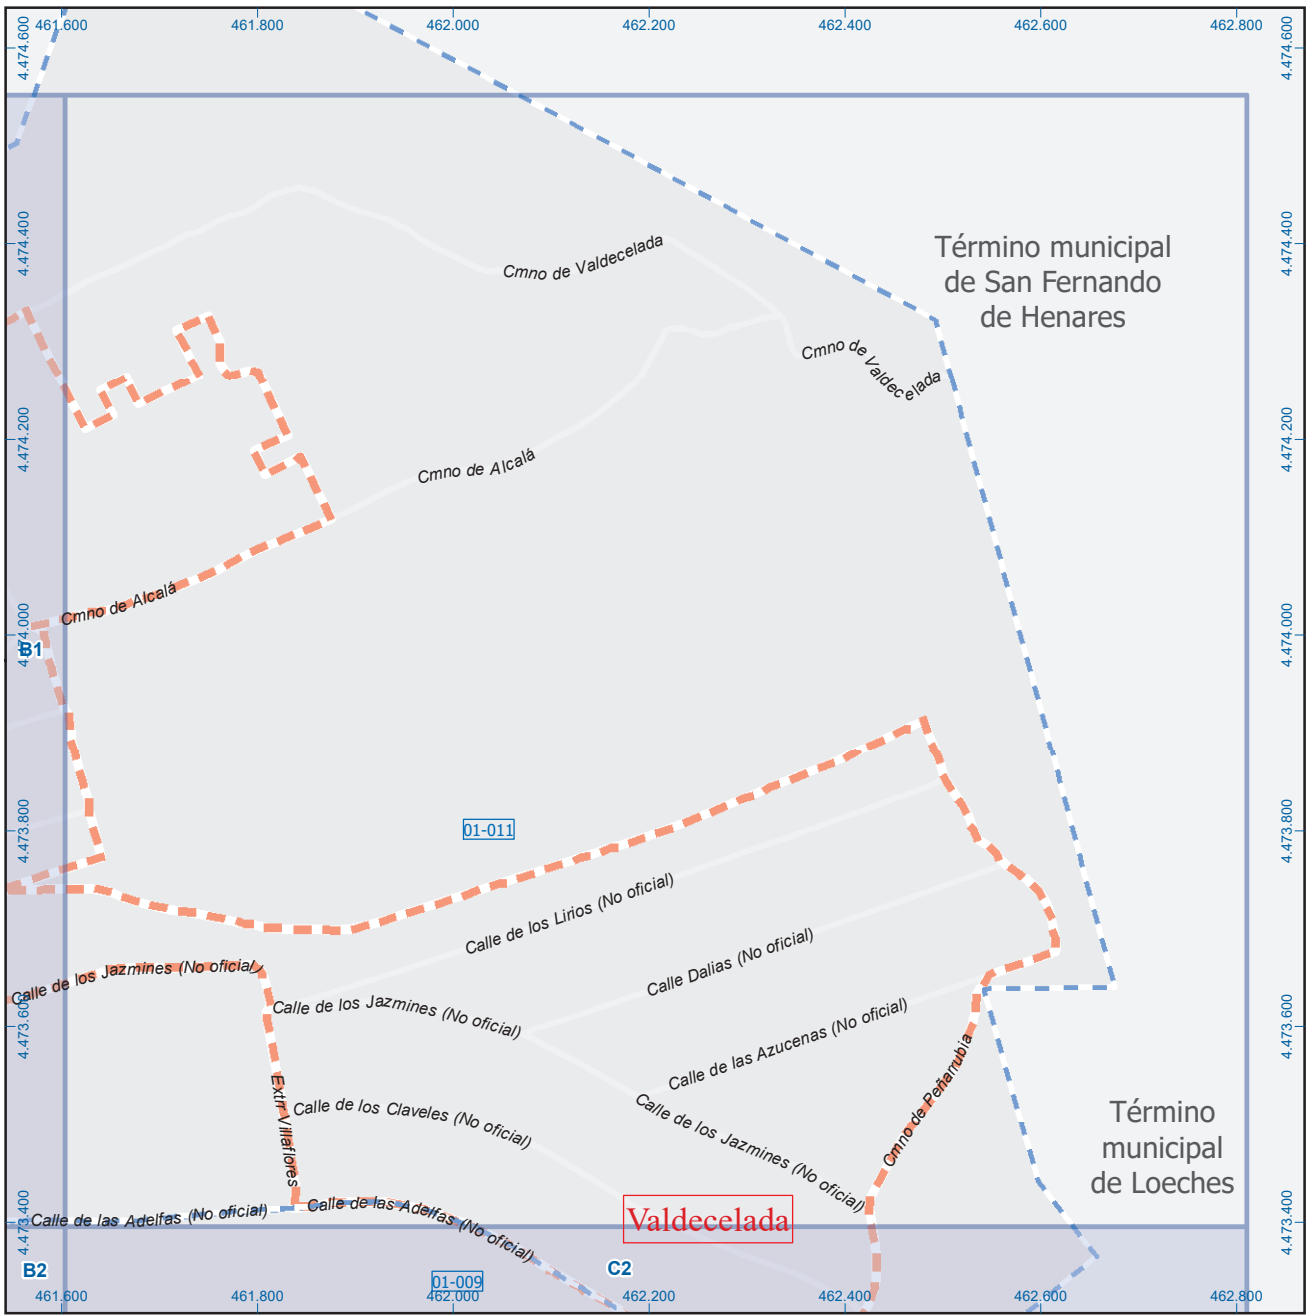 461.600 461.800 462.000 462.200 462.400 462.600 462.800
4.474.600
4.474.600
4.474.400
4.474.400
Término municipal
de San Fernando
de Henares
Cmno de Valdecelada
Cmno de Valdecelada
4.474.200
4.474.200
Cmno de Alcalá
Cmno de Alcalá
4.474.000
4.474.000
B1
4.473.800
4.473.800
01-011
Calle de los Lirios (No oficial)
Calle Dalias (No oficial)
Calle de los Jazmines (No oficial)
Calle de los Jazmines (No oficial)
Calle de las Azucenas (No oficial)
4.473.600
4.473.600
Cmno de Peñarrubia
Extrr Villaflores
Calle de los Claveles (No oficial)
Calle de los Jazmines (No oficial)
Término
municipal
de Loeches
4.473.400
4.473.400
Calle de las Adelfas (No oficial)
Calle de las Adelfas (No oficial)
Valdecelada
B2
01-009
C2
461.600 461.800 462.000 462.200 462.400 462.600 462.800